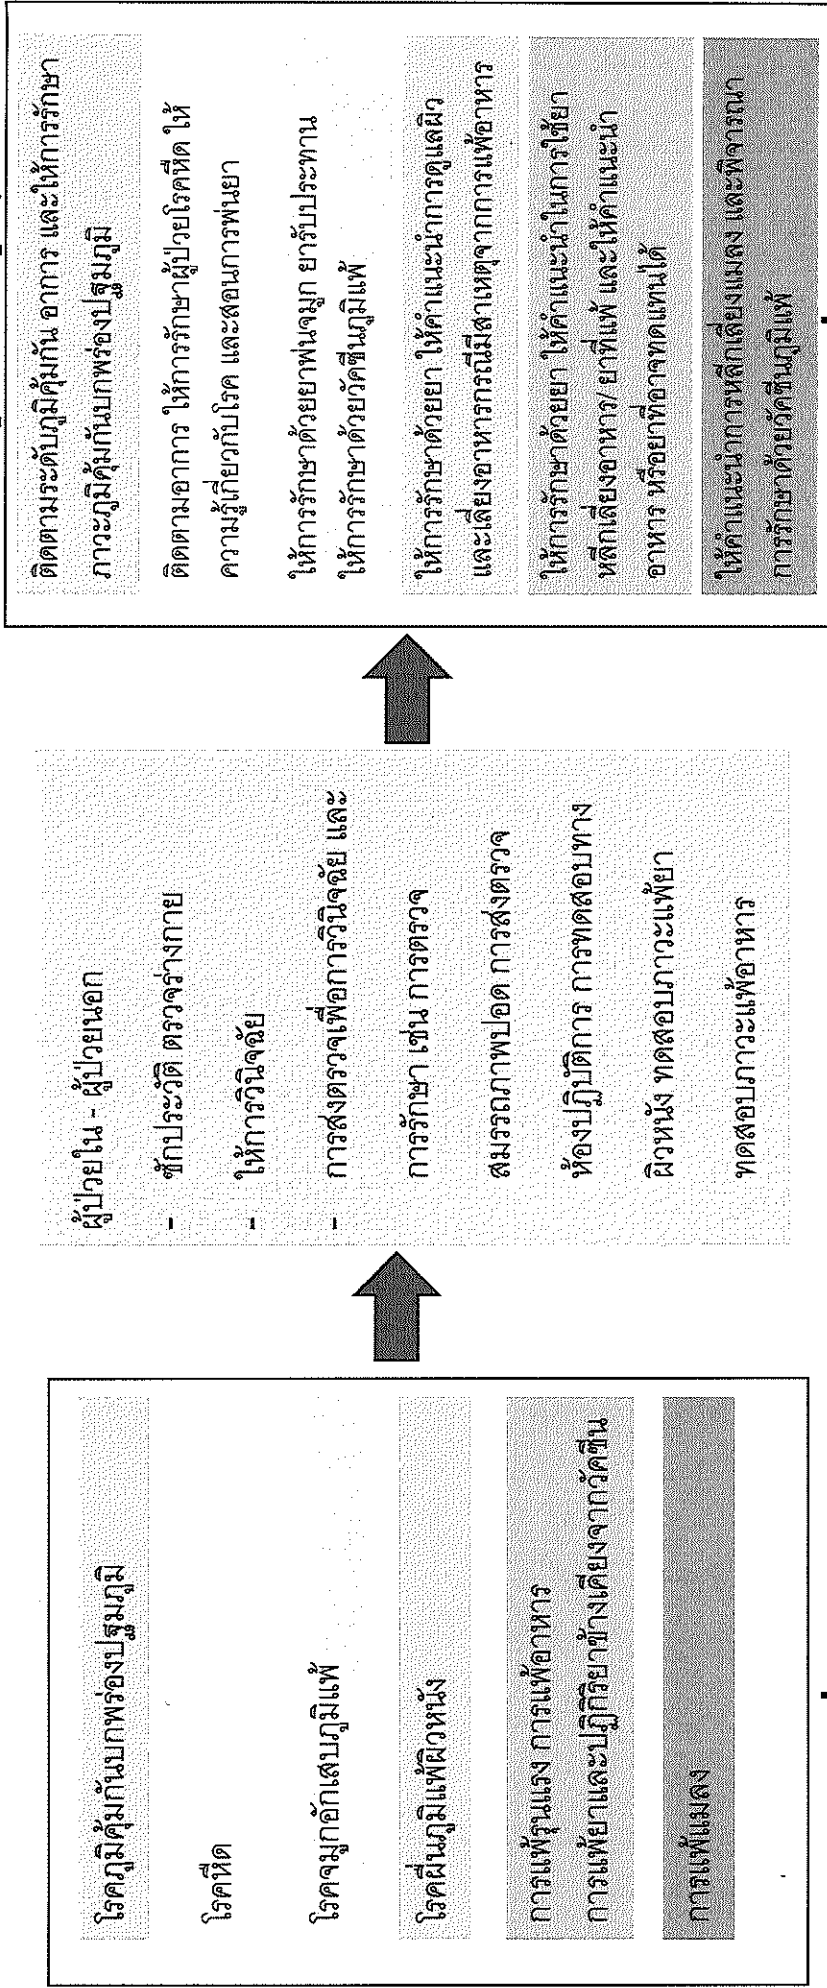 โรคภูมิคุ้มกันบกพร่องปฐมภูมิ
โรคหืด
โรคจมูกอักเสบภูมิแพ้
โรคผื่นภูมิแพ้ผิวหนัง
การแพ้รุนแรง การแพ้อาหาร
การแพ้ยาและปฏิกิริยาข้างเคียงจากวัคซีน
การแพ้แมลง
ผู้ป่วยใน - ผู้ป่วยนอก
- ซักประวัติ ตรวจร่างกาย
- ให้การวินิจฉัย
- การส่งตรวจเพื่อการวินิจฉัย และ
การรักษา เช่น การตรวจ
สมรรถภาพปอด การส่งตรวจ
ห้องปฏิบัติการ การทดสอบทาง
ผิวหนัง ทดสอบภาวะแพ้ยา
ทดสอบภาวะแพ้อาหาร
ติดตามระดับภูมิคุ้มกัน อาการ และให้การรักษา
ภาวะภูมิคุ้มกันบกพร่องปฐมภูมิ
ติดตามอาการ ให้การรักษาผู้ป่วยโรคหืด ให้
ความรู้เกี่ยวกับโรค และสอนการพ่นยา
ให้การรักษาด้วยยาพ่นจมูก ยารับประทาน
ให้การรักษาด้วยวัคซีนภูมิแพ้
ให้การรักษาด้วยยา ให้คำแนะนำการดูแลผิว
และเลี่ยงอาหารกรณีมีสาเหตุจากการแพ้อาหาร
ให้การรักษาด้วยยา ให้คำแนะนำในการใช้ยา
หลีกเลี่ยงอาหาร/ ยาที่แพ้ และให้คำแนะนำ
อาหาร หรือยาที่อาจทดแทนได้
ให้คำแนะนำการหลีกเลี่ยงแมลง และพิจารณา
การรักษาด้วยวัคซีนภูมิแพ้